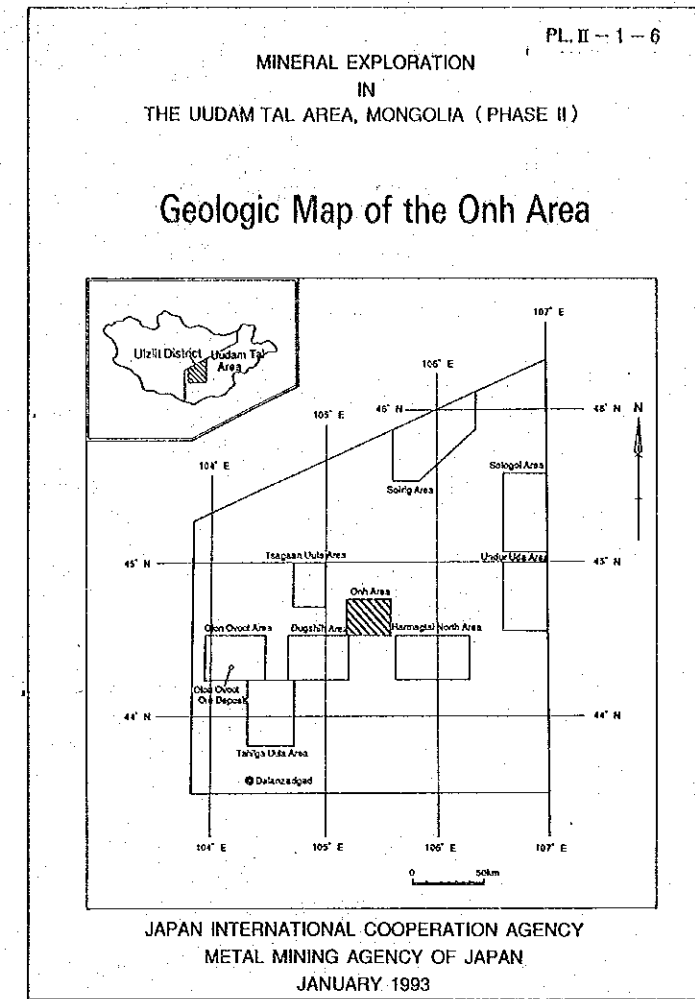 PL. II - 1 - 6
MINERAL EXPLORATION
IN
THE UUDAM TAL AREA, MONGOLIA ( PHASE II )
Geologic Map of the Onh Area
Ulziit District
Uudam Tal
Area
107° E
106° E
105° E
104° E
46° N
46° N
N
Soirig Area
Sologoi Area
45° N
Tsagaan Uula Area
Undur Uda Area
45° N
Onh Area
Olon Ovoot Area
Dugshih Area
Harmagtai North Area
Olon Ovoot
Ore Deposit
44° N
44° N
Tahilga Uula Area
Dalanzadgad
104° E
105° E
106° E
107° E
0
50km
JAPAN INTERNATIONAL COOPERATION AGENCY
METAL MINING AGENCY OF JAPAN
JANUARY 1993